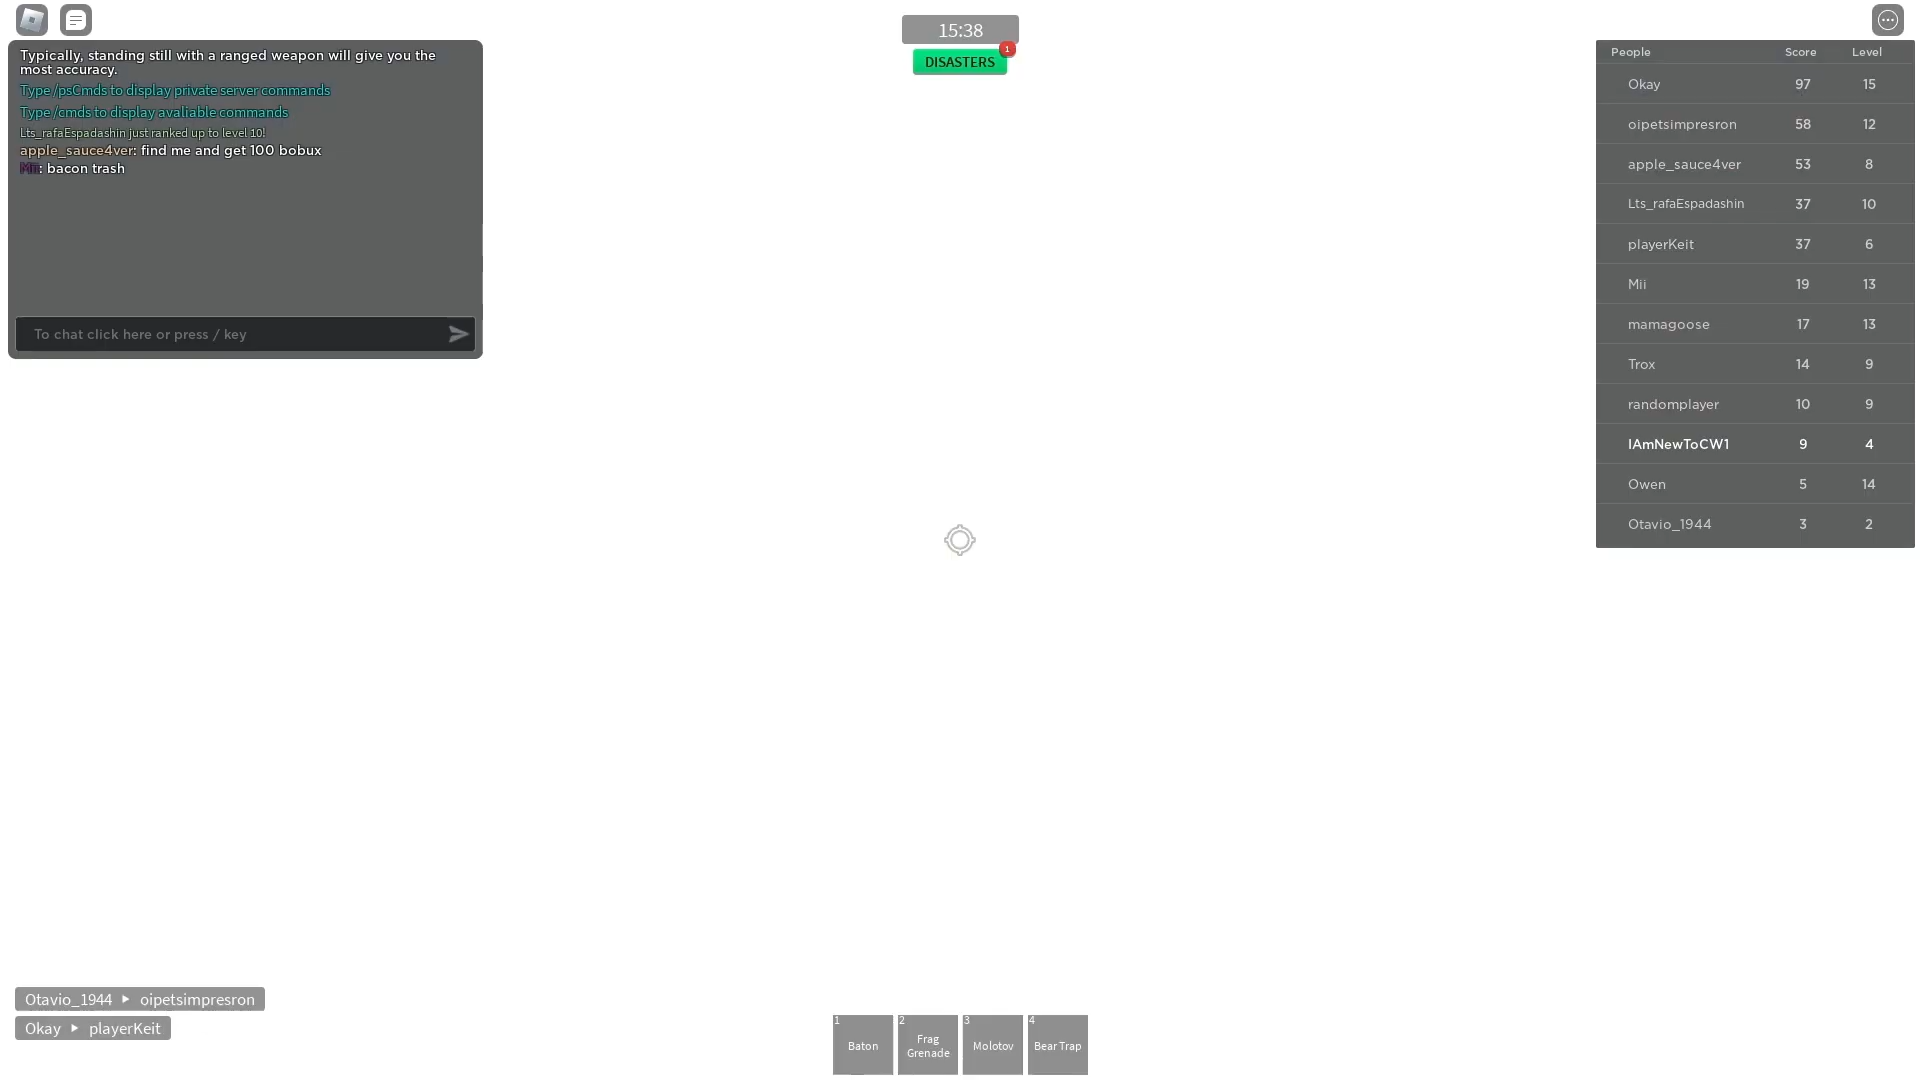 15:38
DISASTERS
1
Typically, standing still with a ranged weapon will give you the
most accuracy.
Type /psCmds to display private server commands
Type /cmds to display avaliable commands
Lts_rafaEspadashin just ranked up to level 10!
apple_sauce4ver: find me and get 100 bobux
Mii: bacon trash
To chat click here or press / key
People Score Level
Okay 97 15
oipetsimpresron 58 12
apple_sauce4ver 53 8
Lts_rafaEspadashin 37 10
playerKeit 37 6
Mii 19 13
mamagoose 17 13
Trox 14 9
randomplayer 10 9
IAmNewToCW1 9 4
Owen 5 14
Otavio_1944 3 2
Otavio_1944 ▶ oipetsimpresron
Okay ▶ playerKeit
1 Baton
2 Frag
Grenade
3 Molotov
4 Bear Trap